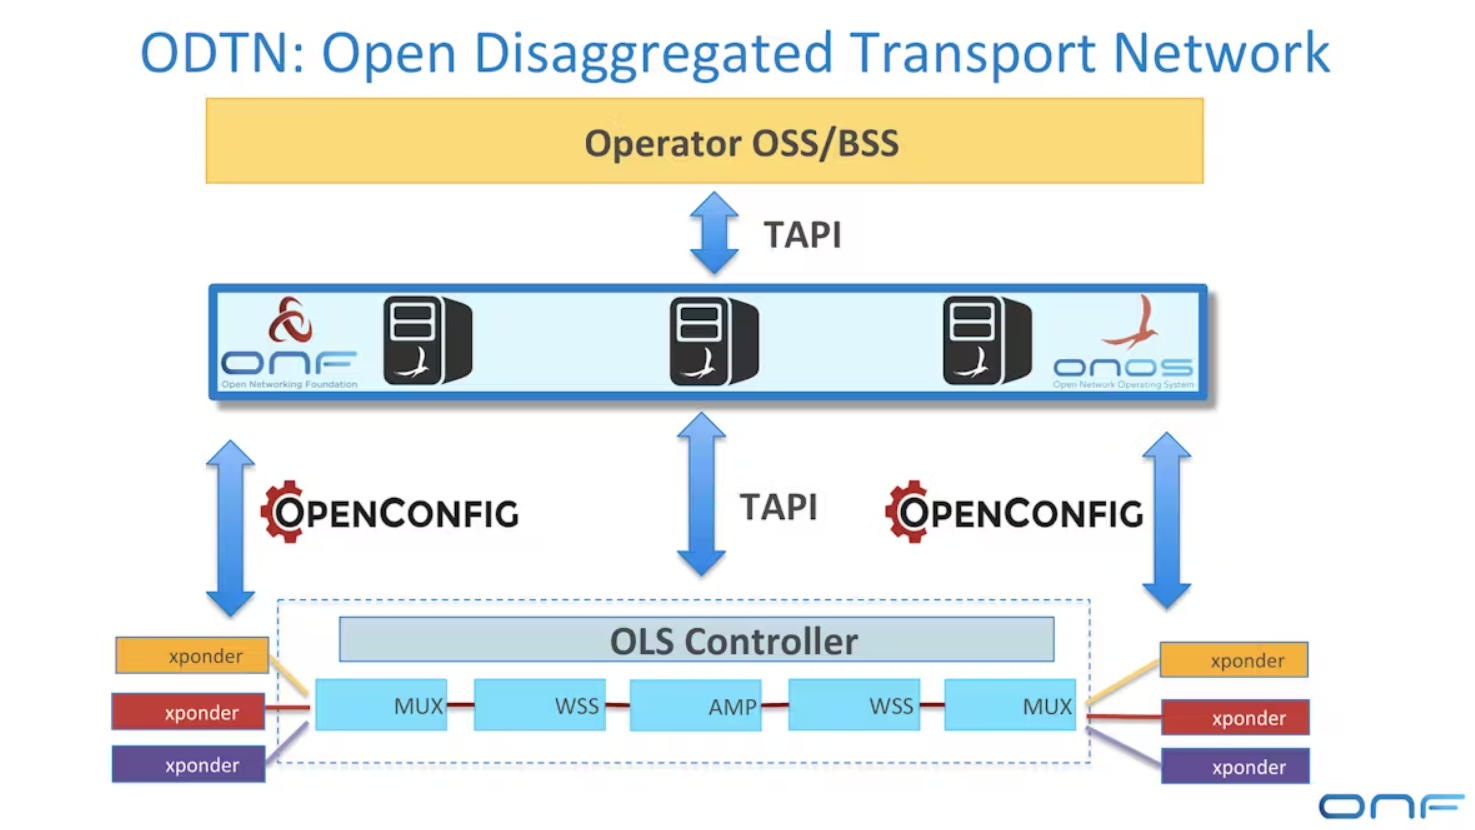 ODTN: Open Disaggregated Transport Network
Operator OSS/BSS
TAPI
ONF
Open Networking Foundation
onos
Open Network Operating System
OPENCONFIG
TAPI
OPENCONFIG
OLS Controller
xponder
xponder
xponder
MUX
WSS
AMP
WSS
MUX
xponder
xponder
xponder
ONF